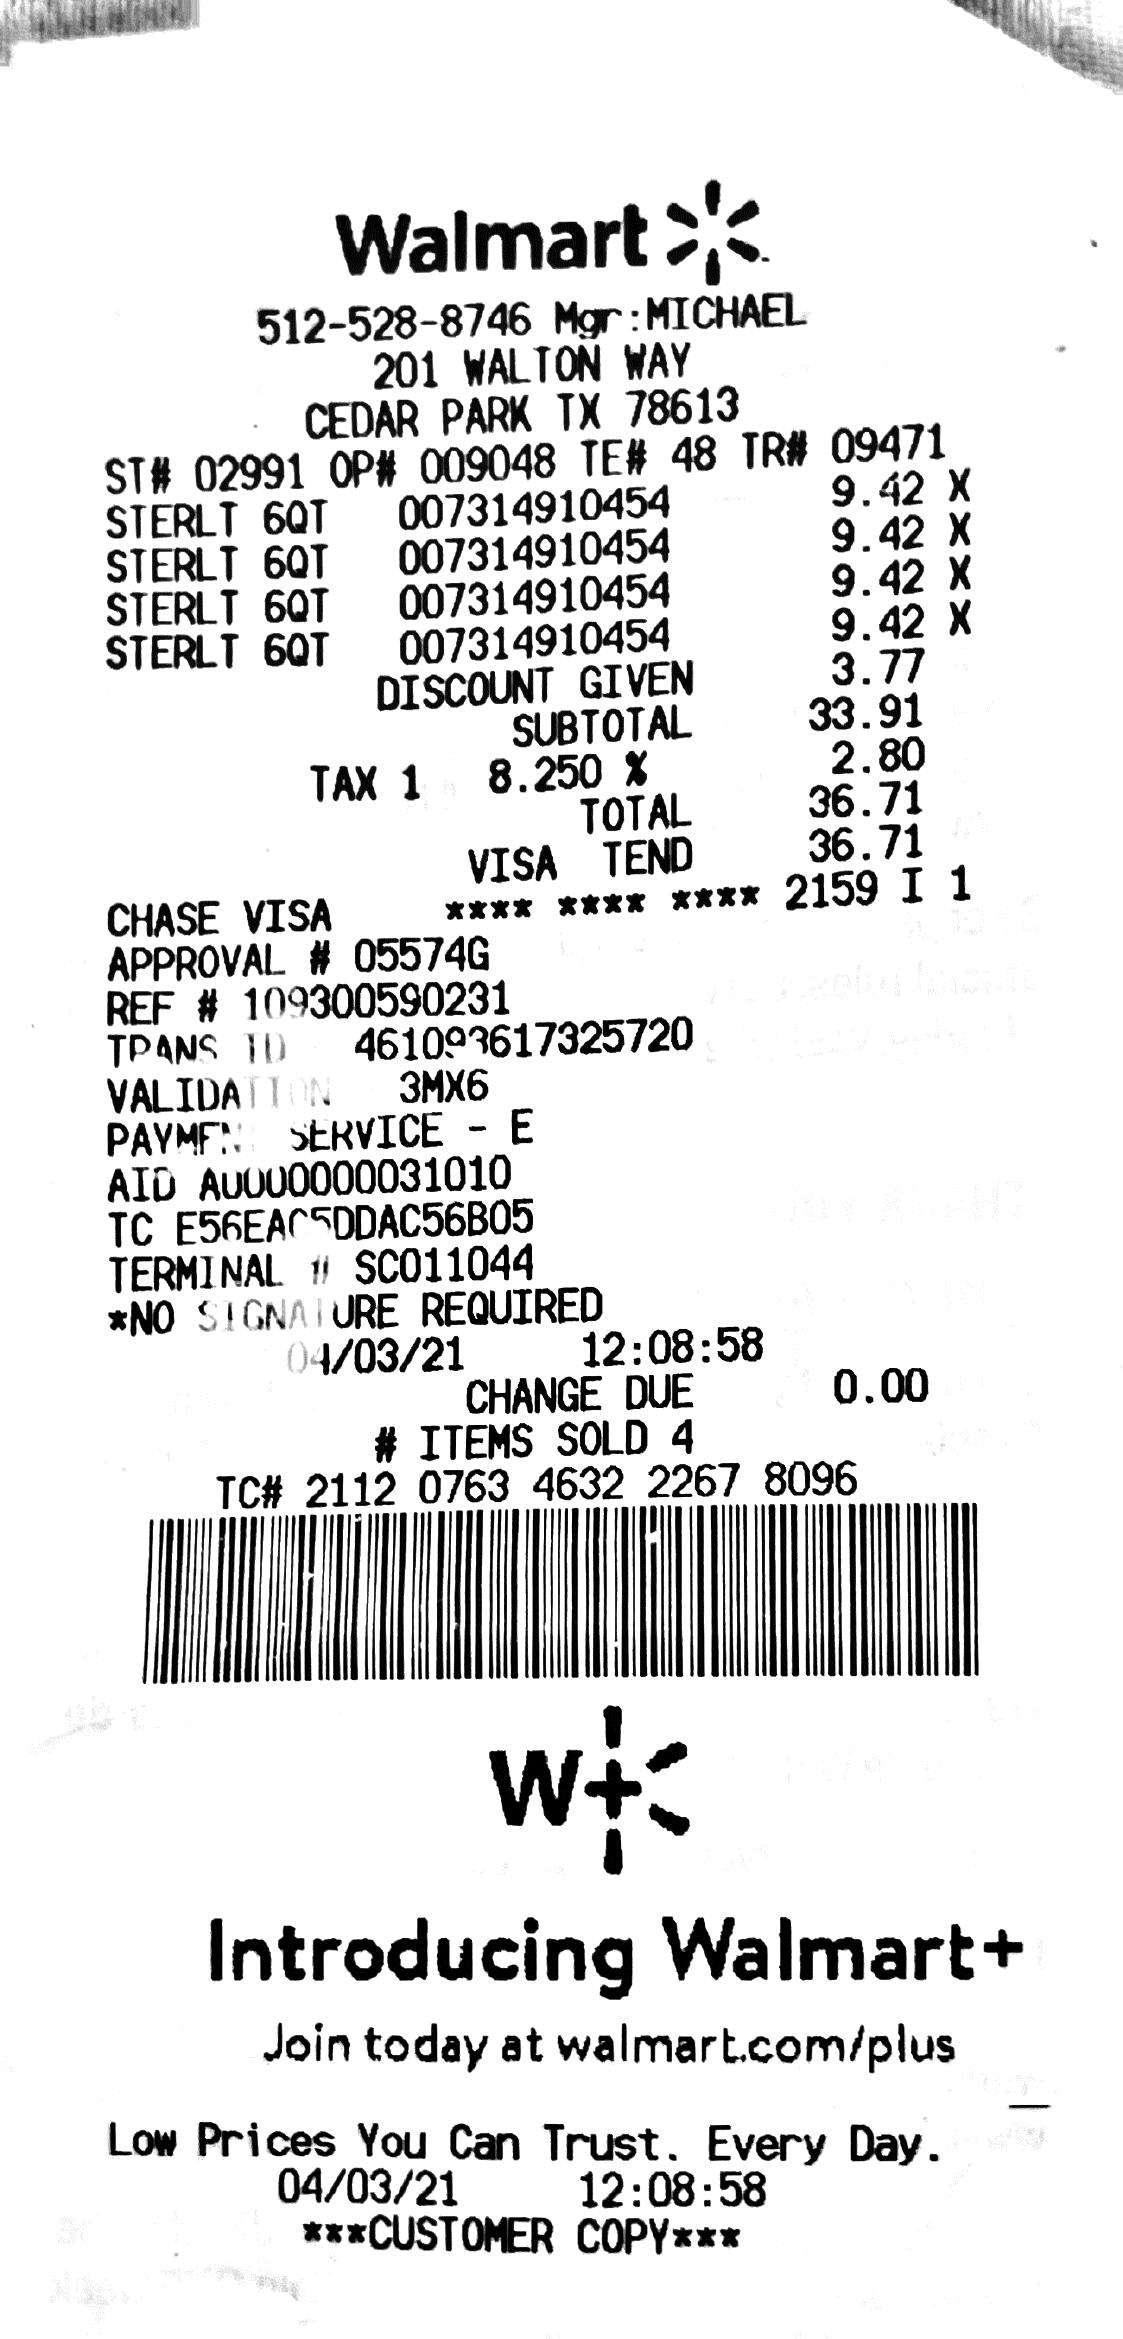 Walmart
512-528-8746 Mgr:MICHAEL
201 WALTON WAY
CEDAR PARK TX 78613
ST# 02991 OP# 009048 TE# 48 TR# 09471
STERLT 6QT 007314910454 9.42 X
STERLT 6QT 007314910454 9.42 X
STERLT 6QT 007314910454 9.42 X
STERLT 6QT 007314910454 9.42 X
DISCOUNT GIVEN 3.77
SUBTOTAL 33.91
TAX 1 8.250 % 2.80
TOTAL 36.71
VISA TEND 36.71
CHASE VISA **** **** **** 2159 I 1
APPROVAL # 05574G
REF # 109300590231
TRANS ID 461093617325720
VALIDATION 3MX6
PAYMENT SERVICE - E
AID A0000000031010
TC E56EAC5DDAC56B05
TERMINAL # SC011044
*NO SIGNATURE REQUIRED
04/03/21 12:08:58
CHANGE DUE 0.00
# ITEMS SOLD 4
TC# 2112 0763 4632 2267 8096
W+
Introducing Walmart+
Join today at walmart.com/plus
Low Prices You Can Trust. Every Day.
04/03/21 12:08:58
***CUSTOMER COPY***